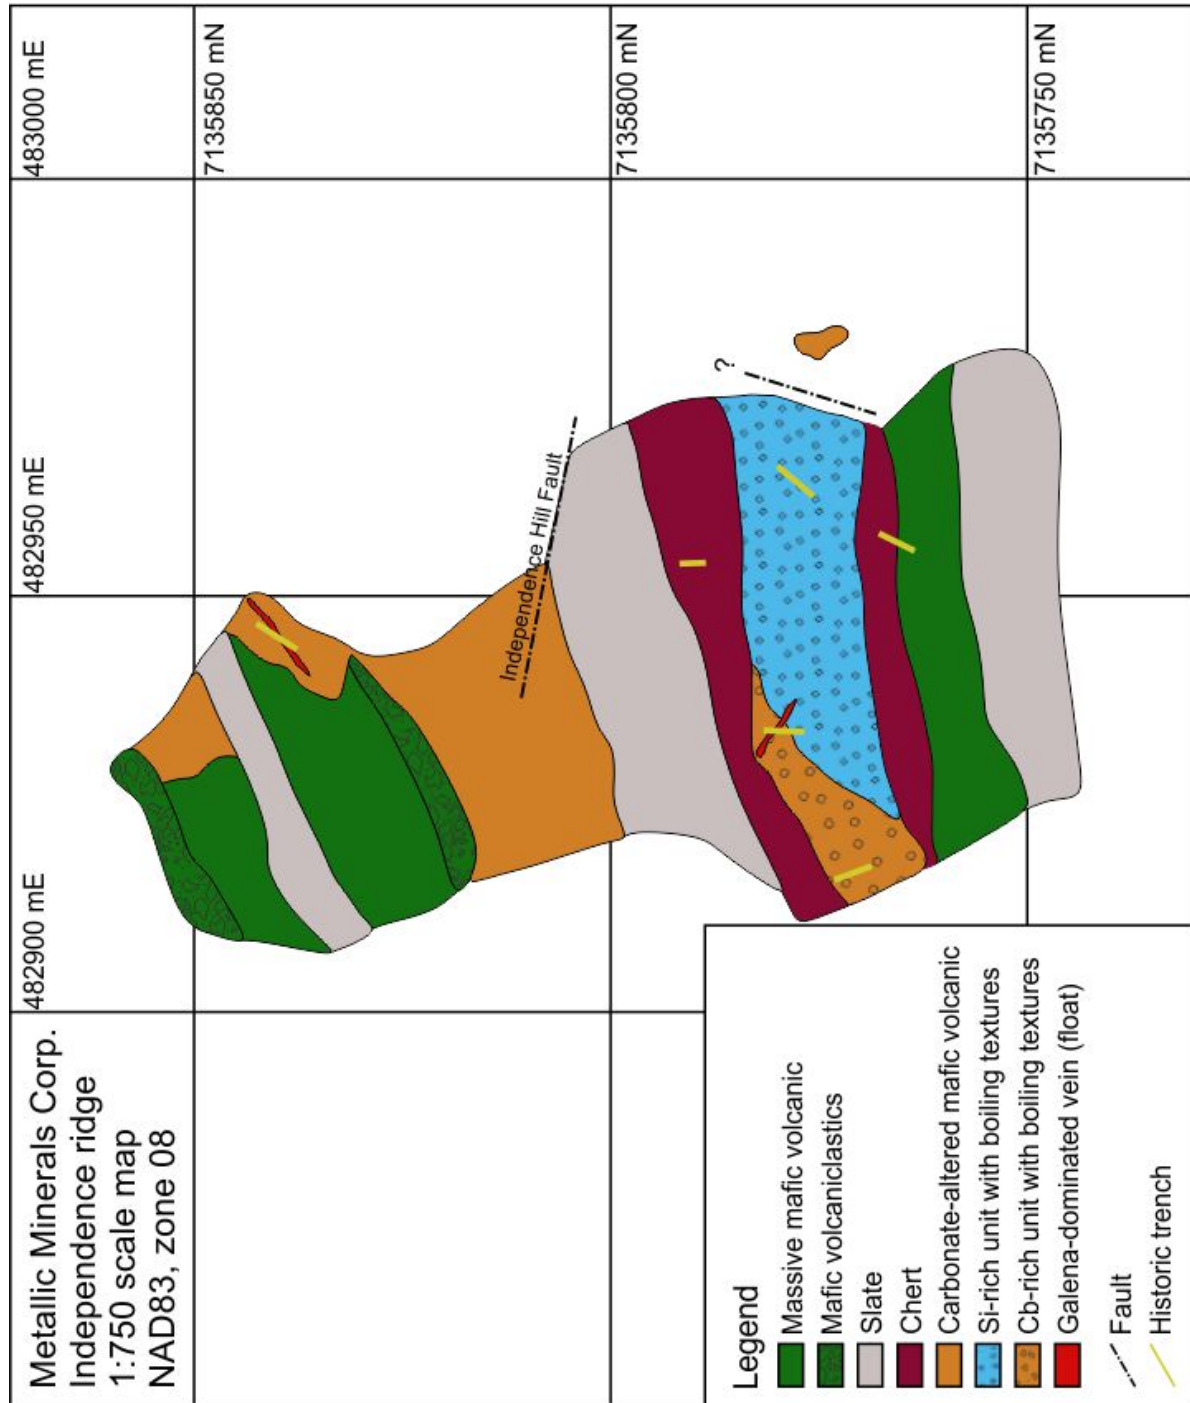 Metallic Minerals Corp.
Independence ridge
1:750 scale map
NAD83, zone 08
482900 mE
482950 mE
483000 mE
7135850 mN
7135800 mN
7135750 mN
Independence Hill Fault
?
Legend
Massive mafic volcanic
Mafic volcaniclastics
Slate
Chert
Carbonate-altered mafic volcanic
Si-rich unit with boiling textures
Cb-rich unit with boiling textures
Galena-dominated vein (float)
Fault
Historic trench